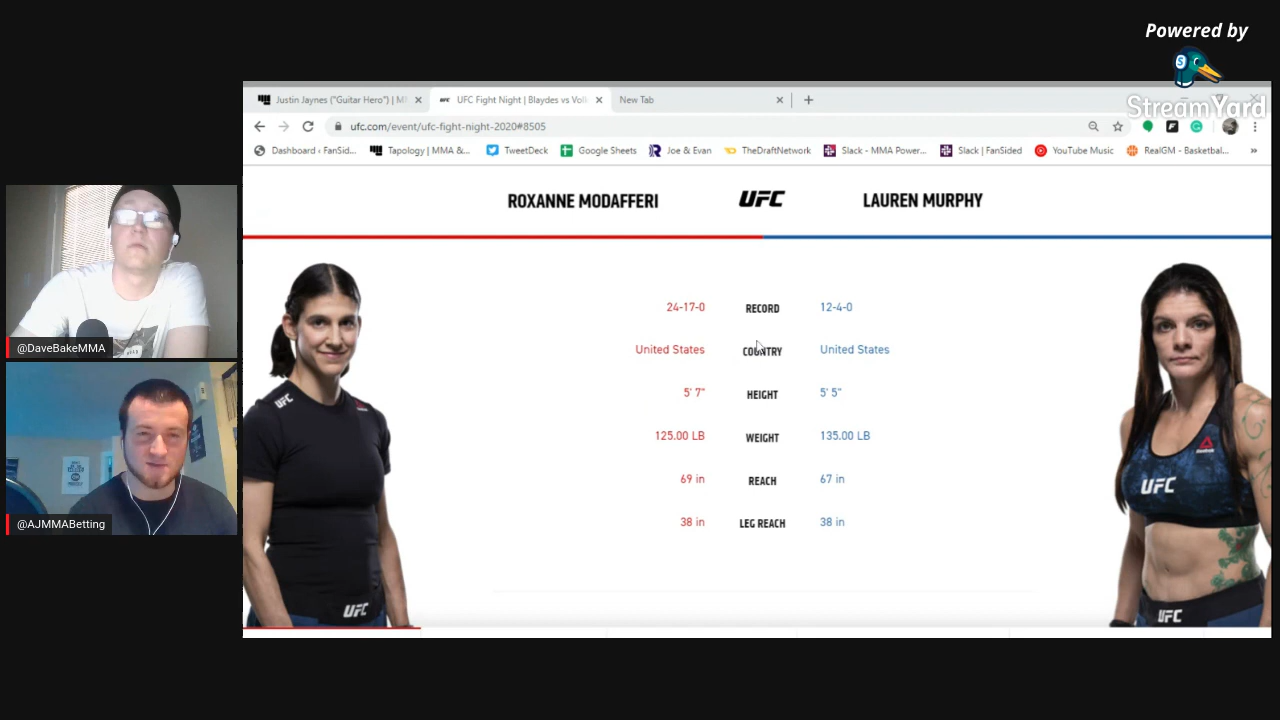 Powered by
StreamYard
Justin Jaynes ("Guitar Hero") | M
UFC Fight Night | Blaydes vs Vol
New Tab
ufc.com/event/ufc-fight-night-2020#8505
Dashboard ‹ FanSid...
Tapology | MMA &...
TweetDeck
Google Sheets
Joe & Evan
TheDraftNetwork
Slack - MMA Power...
Slack | FanSided
YouTube Music
RealGM - Basketbal...
»
ROXANNE MODAFFERI
UFC
LAUREN MURPHY
24-17-0 RECORD 12-4-0
United States COUNTRY United States
5' 7" HEIGHT 5' 5"
125.00 LB WEIGHT 135.00 LB
69 in REACH 67 in
38 in LEG REACH 38 in
UFC
UFC
UFC
UFC
@DaveBakeMMA
@AJMMABetting